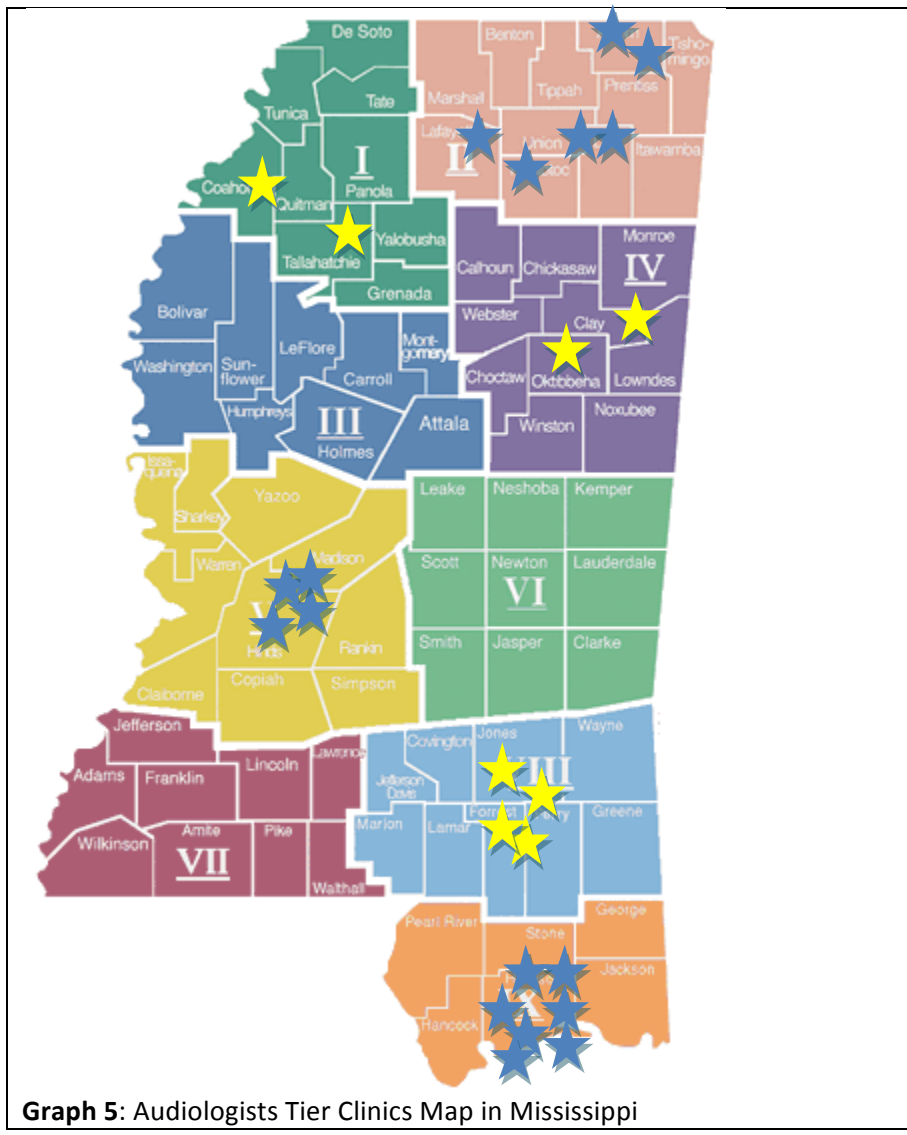 De Soto
Benton
Tippah
Tisho-
mingo
Marshall
Prentiss
Tate
Tunica
I
Panola
Quitman
II
Union
Itawamba
Tallahatchie
Yalobusha
Grenada
Monroe
IV
Calhoun
Chickasaw
Webster
Clay
Choctaw
Oktibbeha
Lowndes
Winston
Noxubee
Bolivar
Washington
Sun-
flower
LeFlore
Mont-
gomery
Carroll
Humphreys
III
Holmes
Attala
Issa-
quena
Sharkey
Yazoo
Warren
Madison
Hinds
Rankin
Claiborne
Copiah
Simpson
Leake
Neshoba
Kemper
Scott
Newton
VI
Lauderdale
Smith
Jasper
Clarke
Jefferson
Adams
Franklin
Lincoln
Lawrence
Wilkinson
Amite
VII
Pike
Walthall
Covington
Jones
Wayne
Jefferson
Davis
VIII
Marion
Lamar
Forrest
Greene
Pearl River
Stone
George
Hancock
Jackson
Graph 5: Audiologists Tier Clinics Map in Mississippi